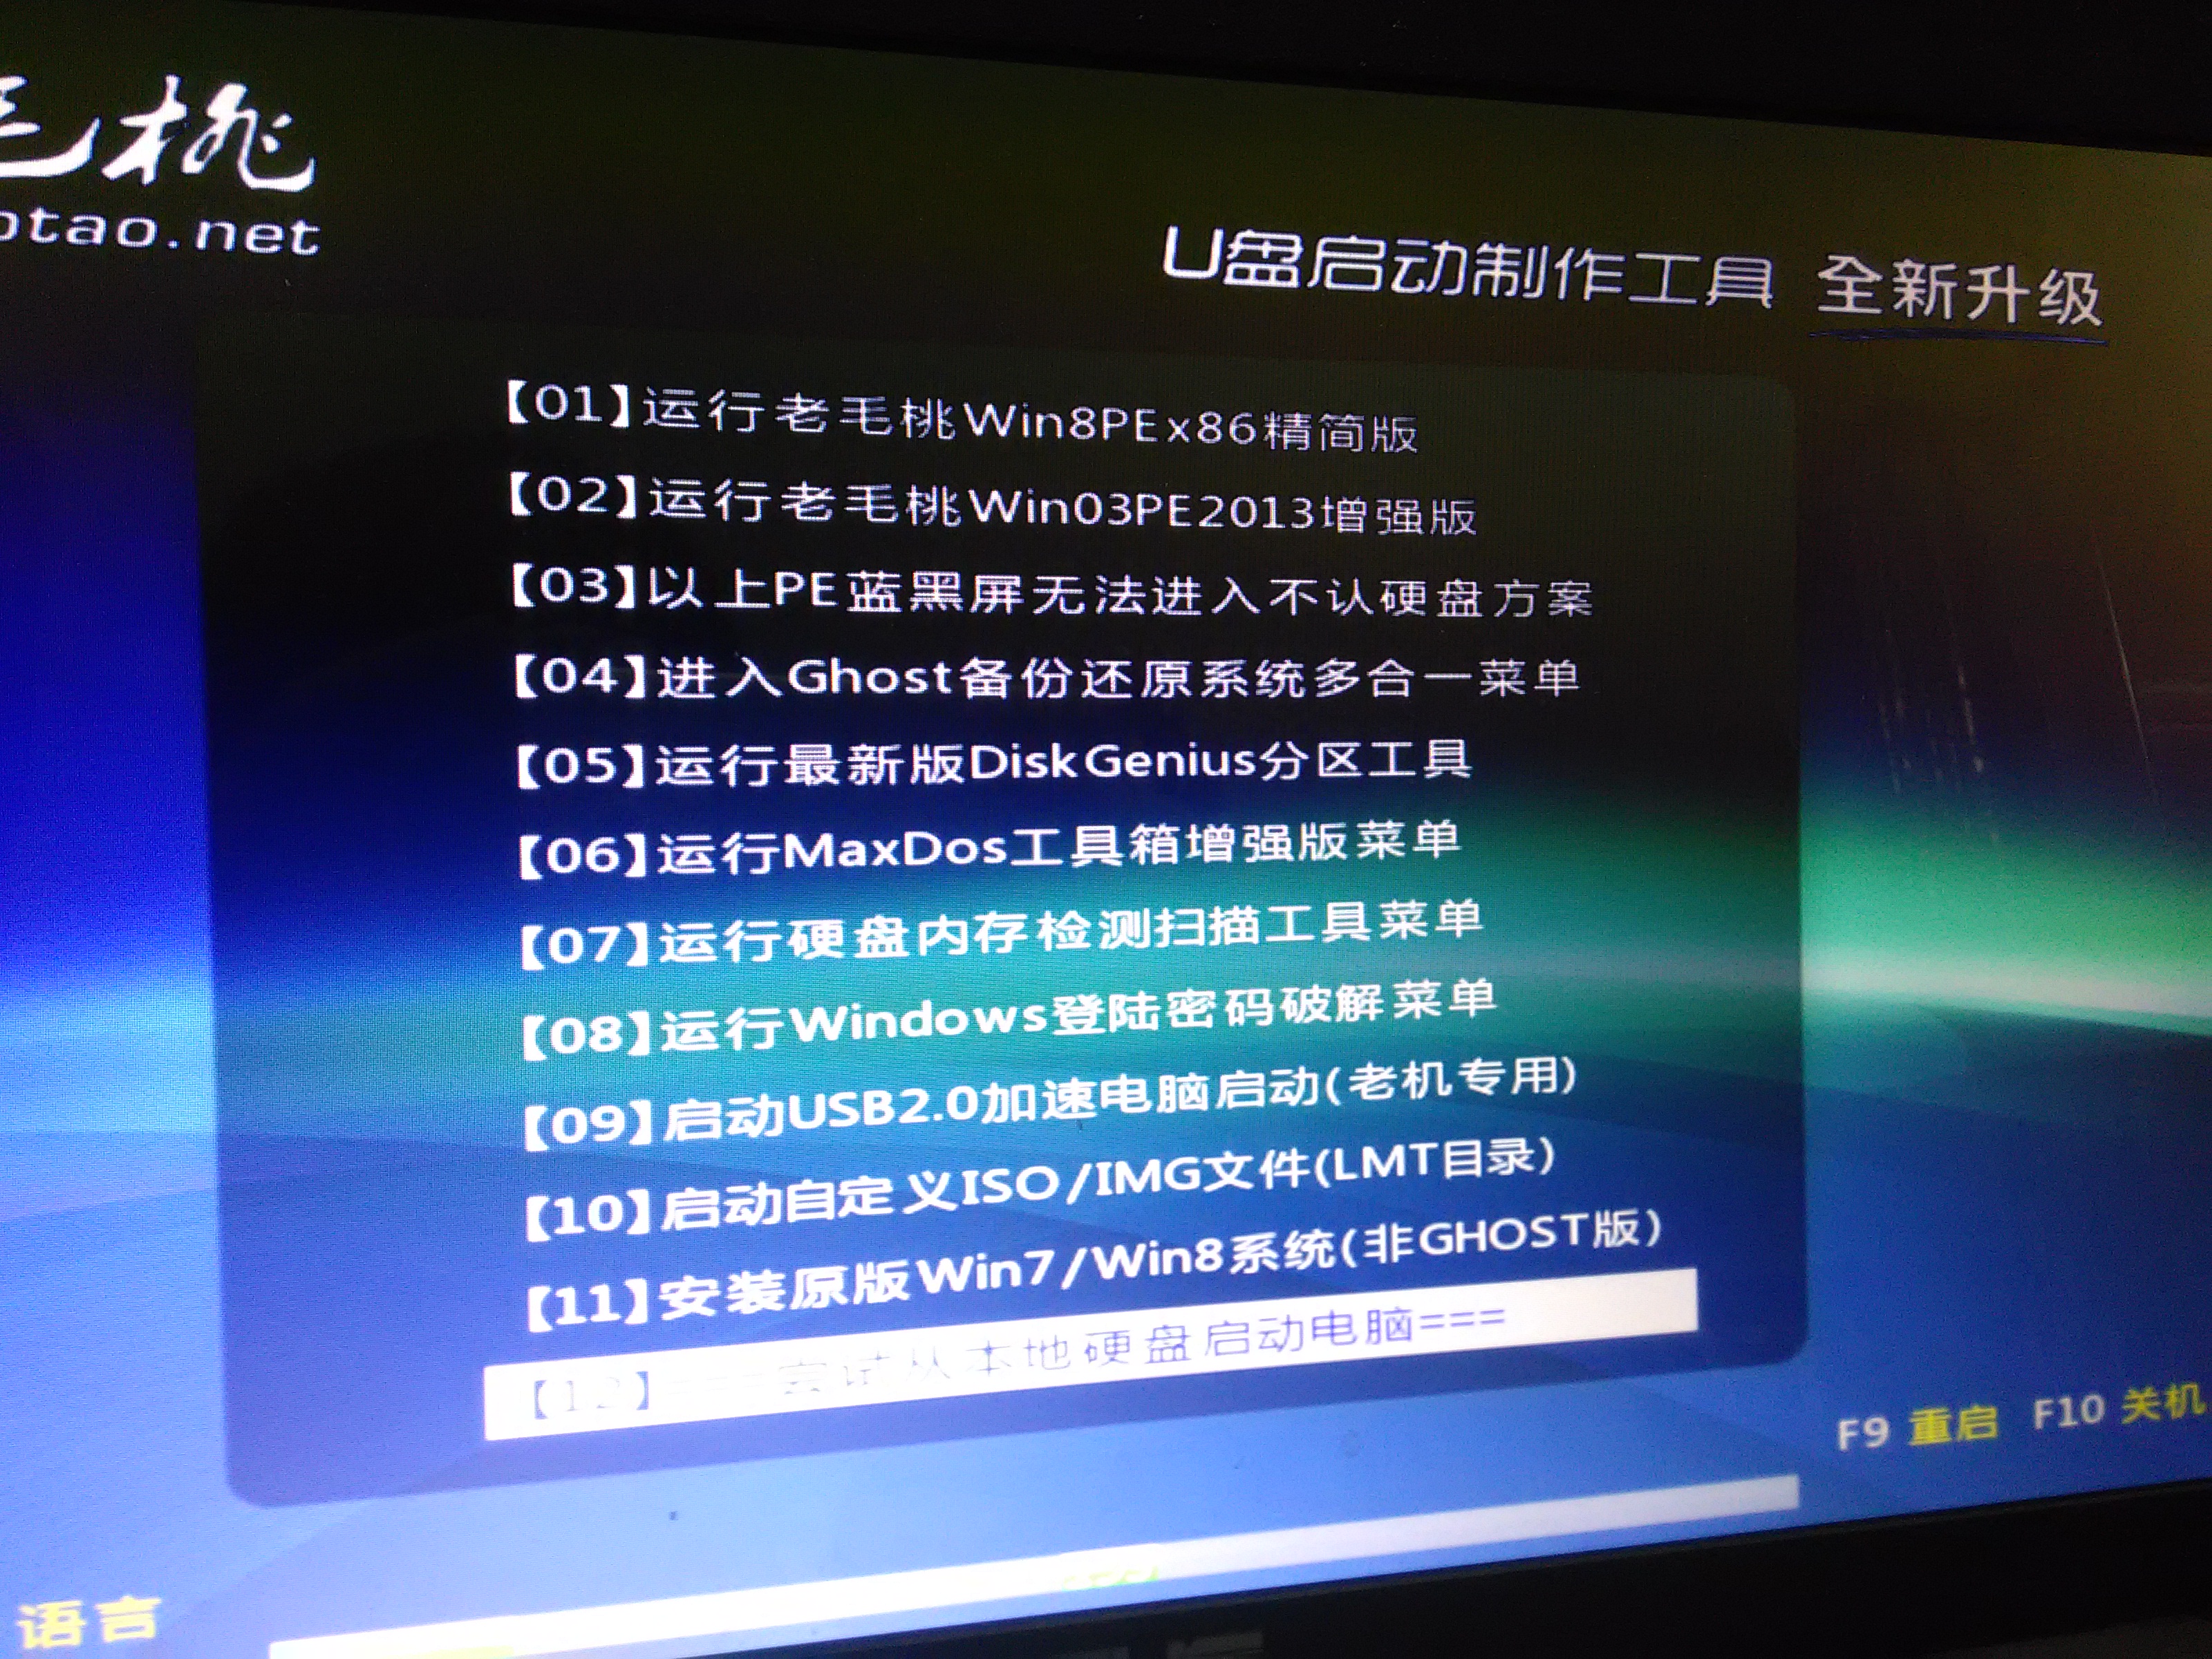 毛桃
otao.net
U盘启动制作工具 全新升级
【01】运行老毛桃Win8PEx86精简版
【02】运行老毛桃Win03PE2013增强版
【03】以上PE蓝黑屏无法进入不认硬盘方案
【04】进入Ghost备份还原系统多合一菜单
【05】运行最新版DiskGenius分区工具
【06】运行MaxDos工具箱增强版菜单
【07】运行硬盘内存检测扫描工具菜单
【08】运行Windows登陆密码破解菜单
【09】启动USB2.0加速电脑启动(老机专用)
【10】启动自定义ISO/IMG文件(LMT目录)
【11】安装原版Win7/Win8系统(非GHOST版)
【12】===尝试从本地硬盘启动电脑===
F9 重启 F10 关机
语言